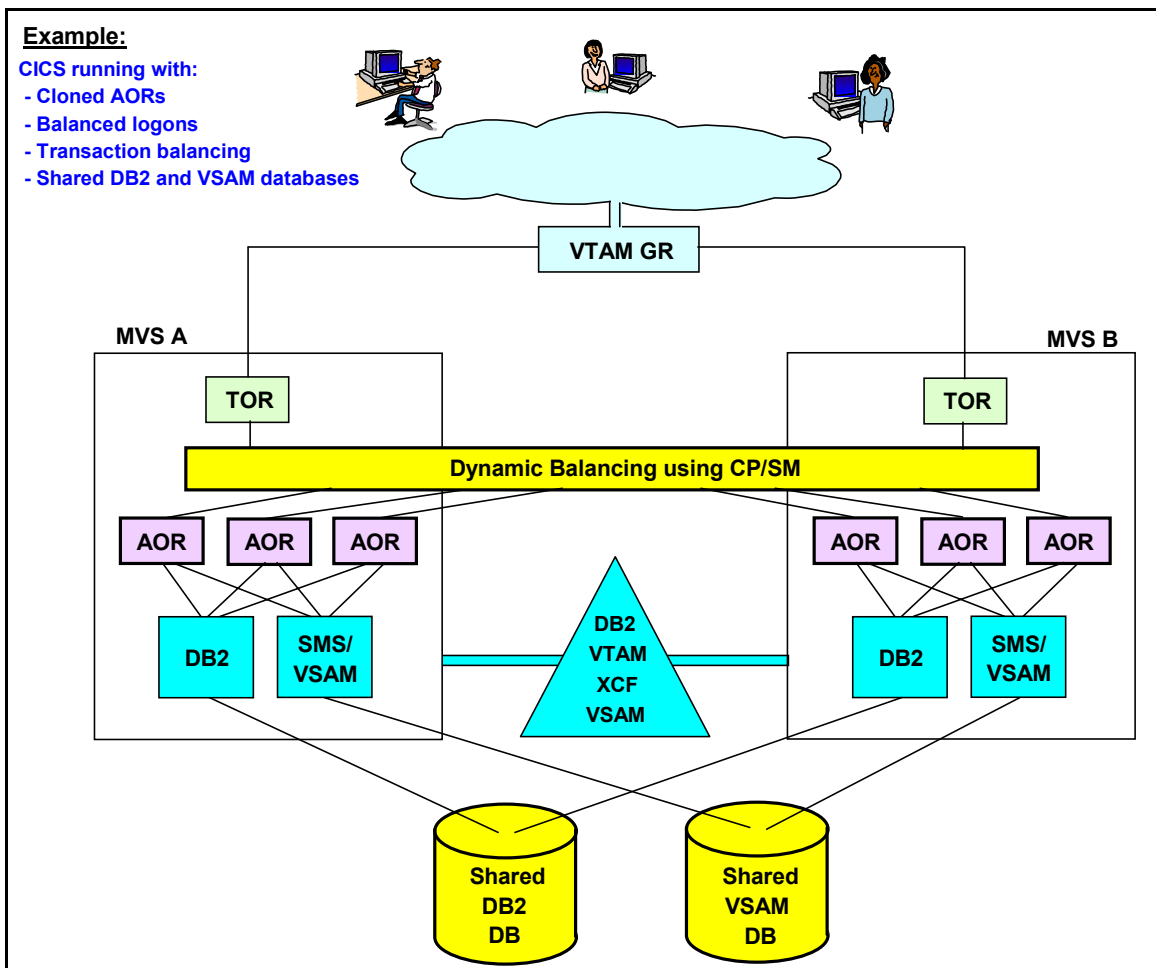 Example:
CICS running with:
- Cloned AORs
- Balanced logons
- Transaction balancing
- Shared DB2 and VSAM databases
VTAM GR
MVS A
MVS B
TOR
TOR
Dynamic Balancing using CP/SM
AOR
AOR
AOR
AOR
AOR
AOR
DB2
SMS/
VSAM
DB2
VTAM
XCF
VSAM
DB2
SMS/
VSAM
Shared
DB2
DB
Shared
VSAM
DB